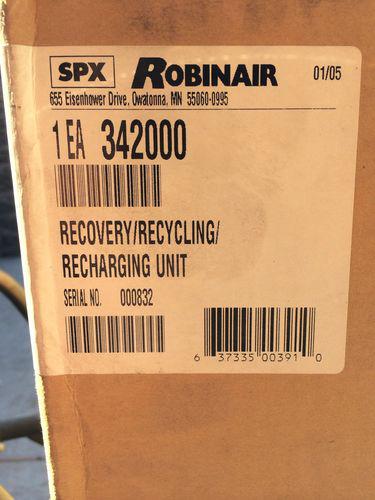 SPX ROBINAIR 01/05
655 Eisenhower Drive, Owatonna, MN 55060-0995
1 EA 342000
RECOVERY/RECYCLING/
RECHARGING UNIT
SERIAL NO. 000832
6 37335 00391 0